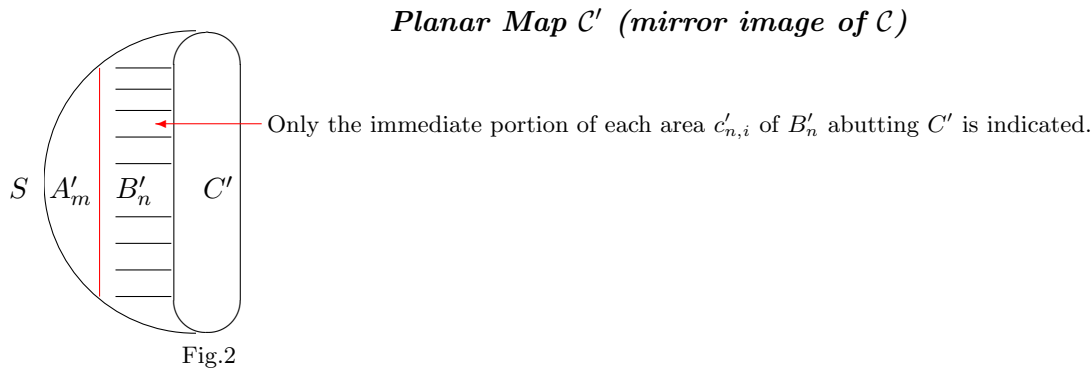 Planar Map 𝒞′ (mirror image of 𝒞)
Only the immediate portion of each area c′n,i of B′n abutting C′ is indicated.
S A′m B′n C′
Fig.2